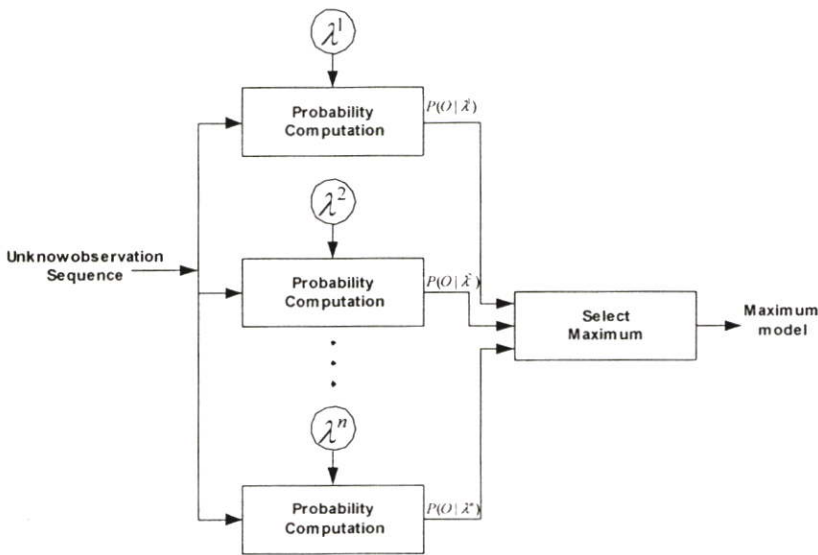 λ¹
Probability
Computation
P(O | λ¹)
λ²
Unknowobservation
Sequence
Probability
Computation
P(O | λ²)
Select
Maximum
Maximum
model
λⁿ
Probability
Computation
P(O | λⁿ)